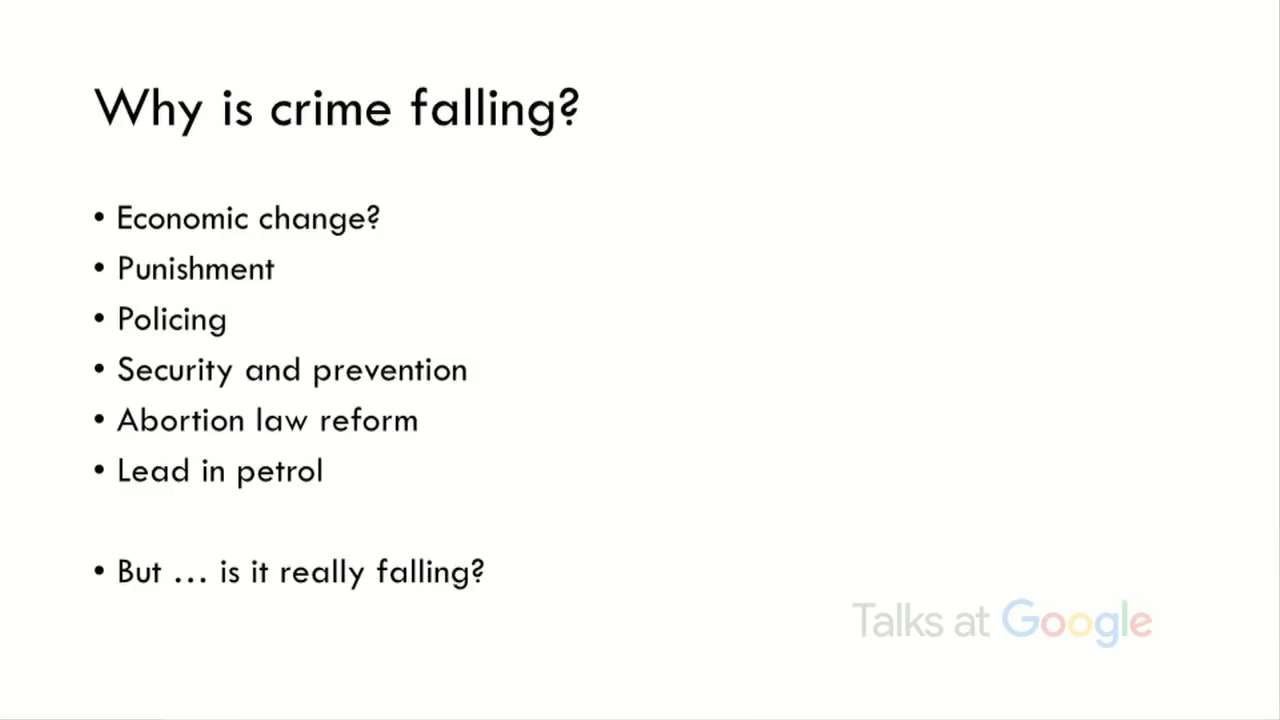 Why is crime falling?
• Economic change?
• Punishment
• Policing
• Security and prevention
• Abortion law reform
• Lead in petrol
• But … is it really falling?
Talks at Google